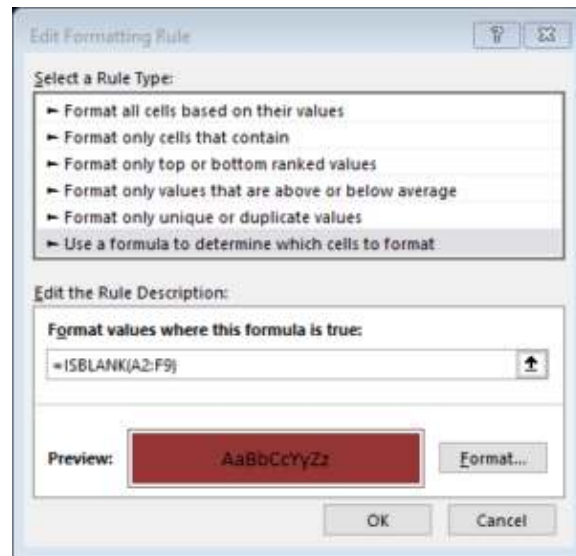 Edit Formatting Rule
Select a Rule Type:
► Format all cells based on their values
► Format only cells that contain
► Format only top or bottom ranked values
► Format only values that are above or below average
► Format only unique or duplicate values
► Use a formula to determine which cells to format
Edit the Rule Description:
Format values where this formula is true:
=ISBLANK(A2:F9)
Preview: AaBbCcYyZz Format...
OK Cancel